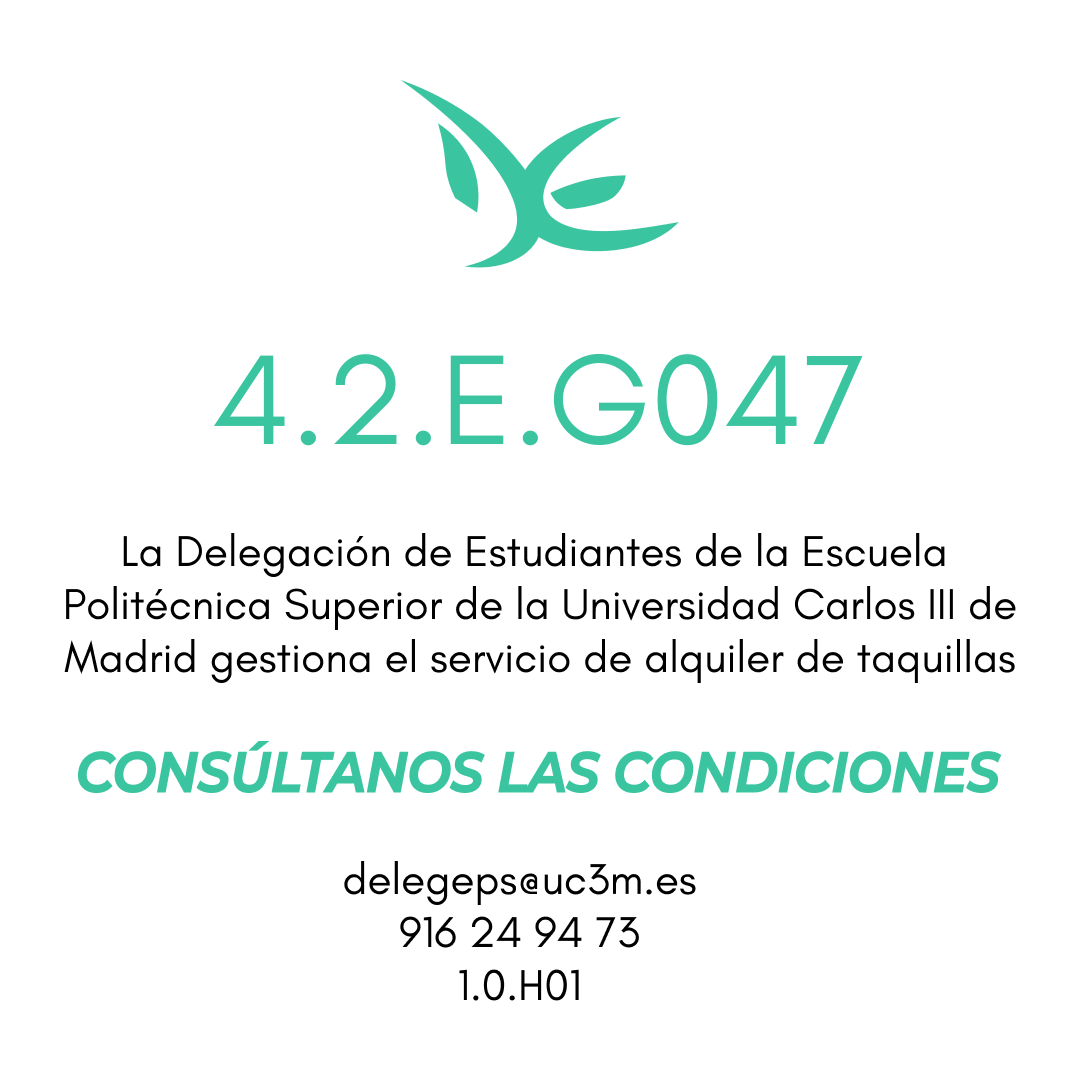 4.2.E.G047
La Delegación de Estudiantes de la Escuela
Politécnica Superior de la Universidad Carlos III de
Madrid gestiona el servicio de alquiler de taquillas
CONSÚLTANOS LAS CONDICIONES
delegeps@uc3m.es
916 24 94 73
1.0.H01